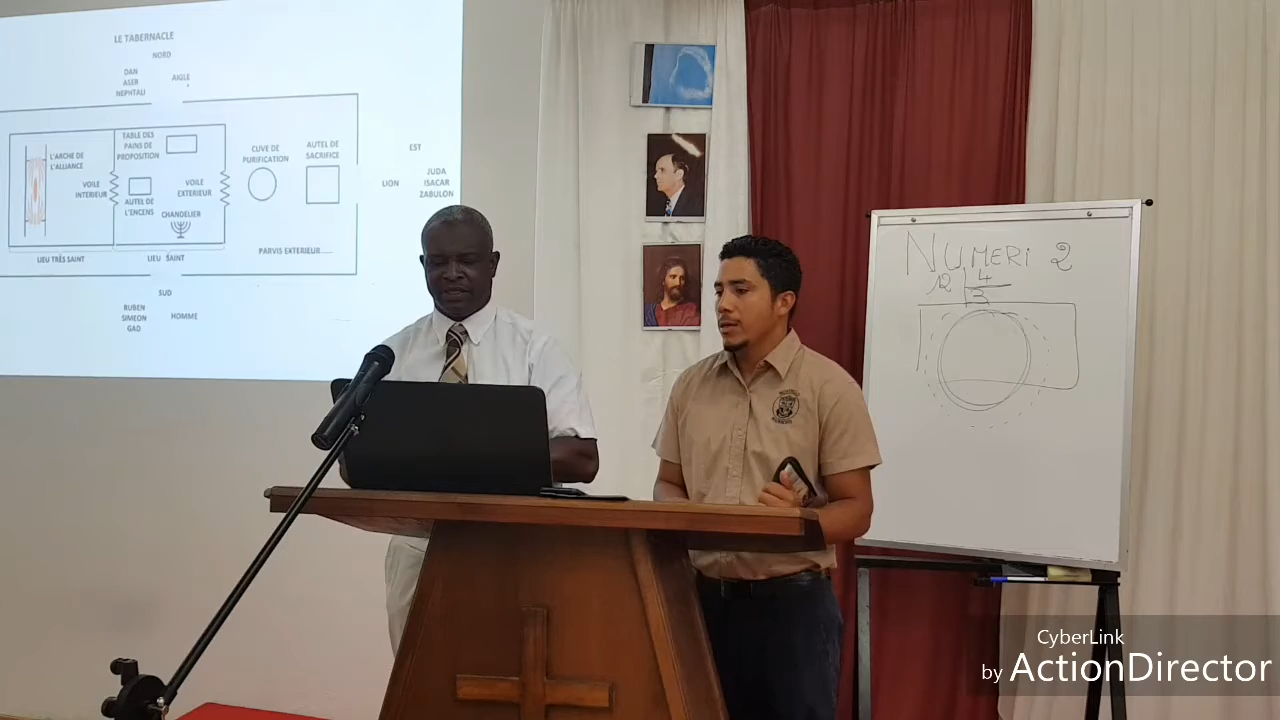 LE TABERNACLE
NORD
DAN
ASER
NEPHTALI
AIGLE
L'ARCHE DE
L'ALLIANCE
VOILE
INTERIEUR
TABLE DES
PAINS DE
PROPOSITION
AUTEL DE
L'ENCENS
VOILE
EXTERIEUR
CHANDELIER
CUVE DE
PURIFICATION
AUTEL DE
SACRIFICE
EST
LION
JUDA
ISACAR
ZABULON
LIEU TRÈS SAINT
LIEU SAINT
PARVIS EXTERIEUR
SUD
RUBEN
SIMEON
GAD
HOMME
NUMERI 2
12 4
3
CyberLink
by ActionDirector